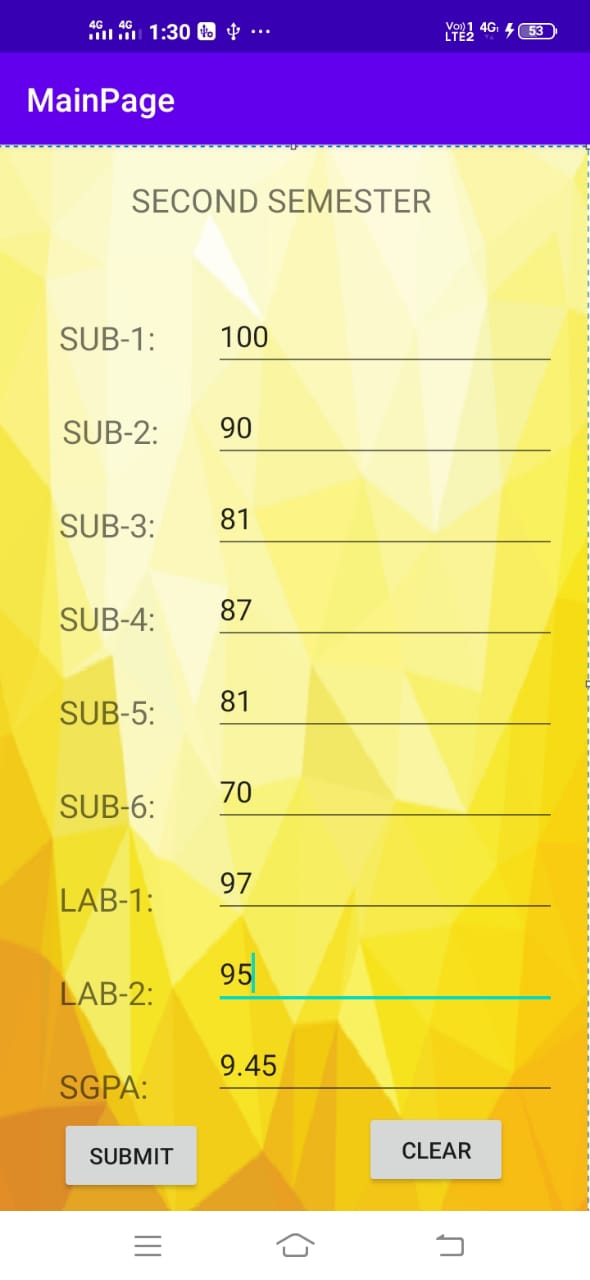 4G 4G 1:30 ... Vo) 1 LTE2 4G 53
MainPage
SECOND SEMESTER
SUB-1: 100
SUB-2: 90
SUB-3: 81
SUB-4: 87
SUB-5: 81
SUB-6: 70
LAB-1: 97
LAB-2: 95
SGPA: 9.45
SUBMIT CLEAR